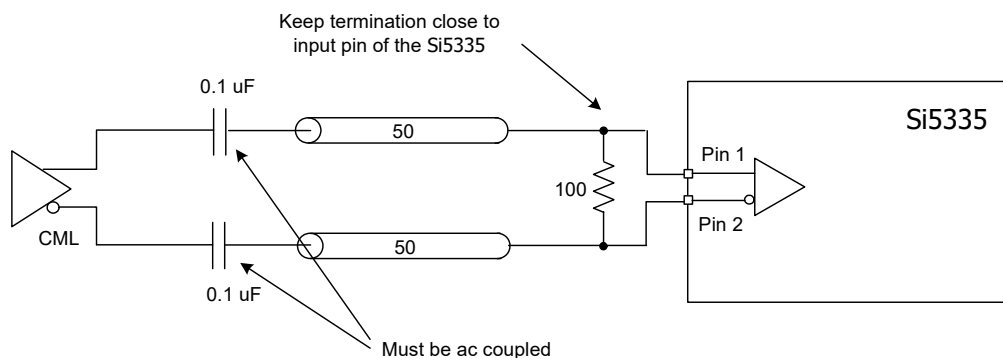 Keep termination close to
input pin of the Si5335
0.1 uF
Si5335
50
Pin 1
100
Pin 2
CML
50
0.1 uF
Must be ac coupled